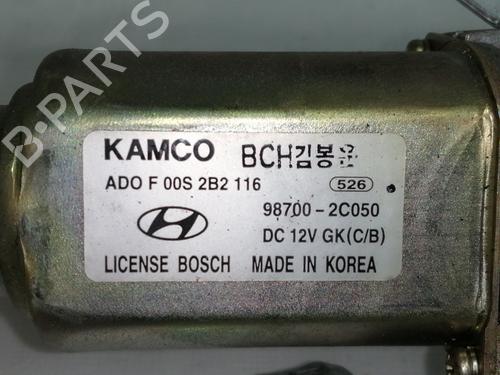 KAMCO BCH김봉윤
ADO F 00S 2B2 116 526
98700-2C050
DC 12V GK(C/B)
LICENSE BOSCH MADE IN KOREA
B-PARTS